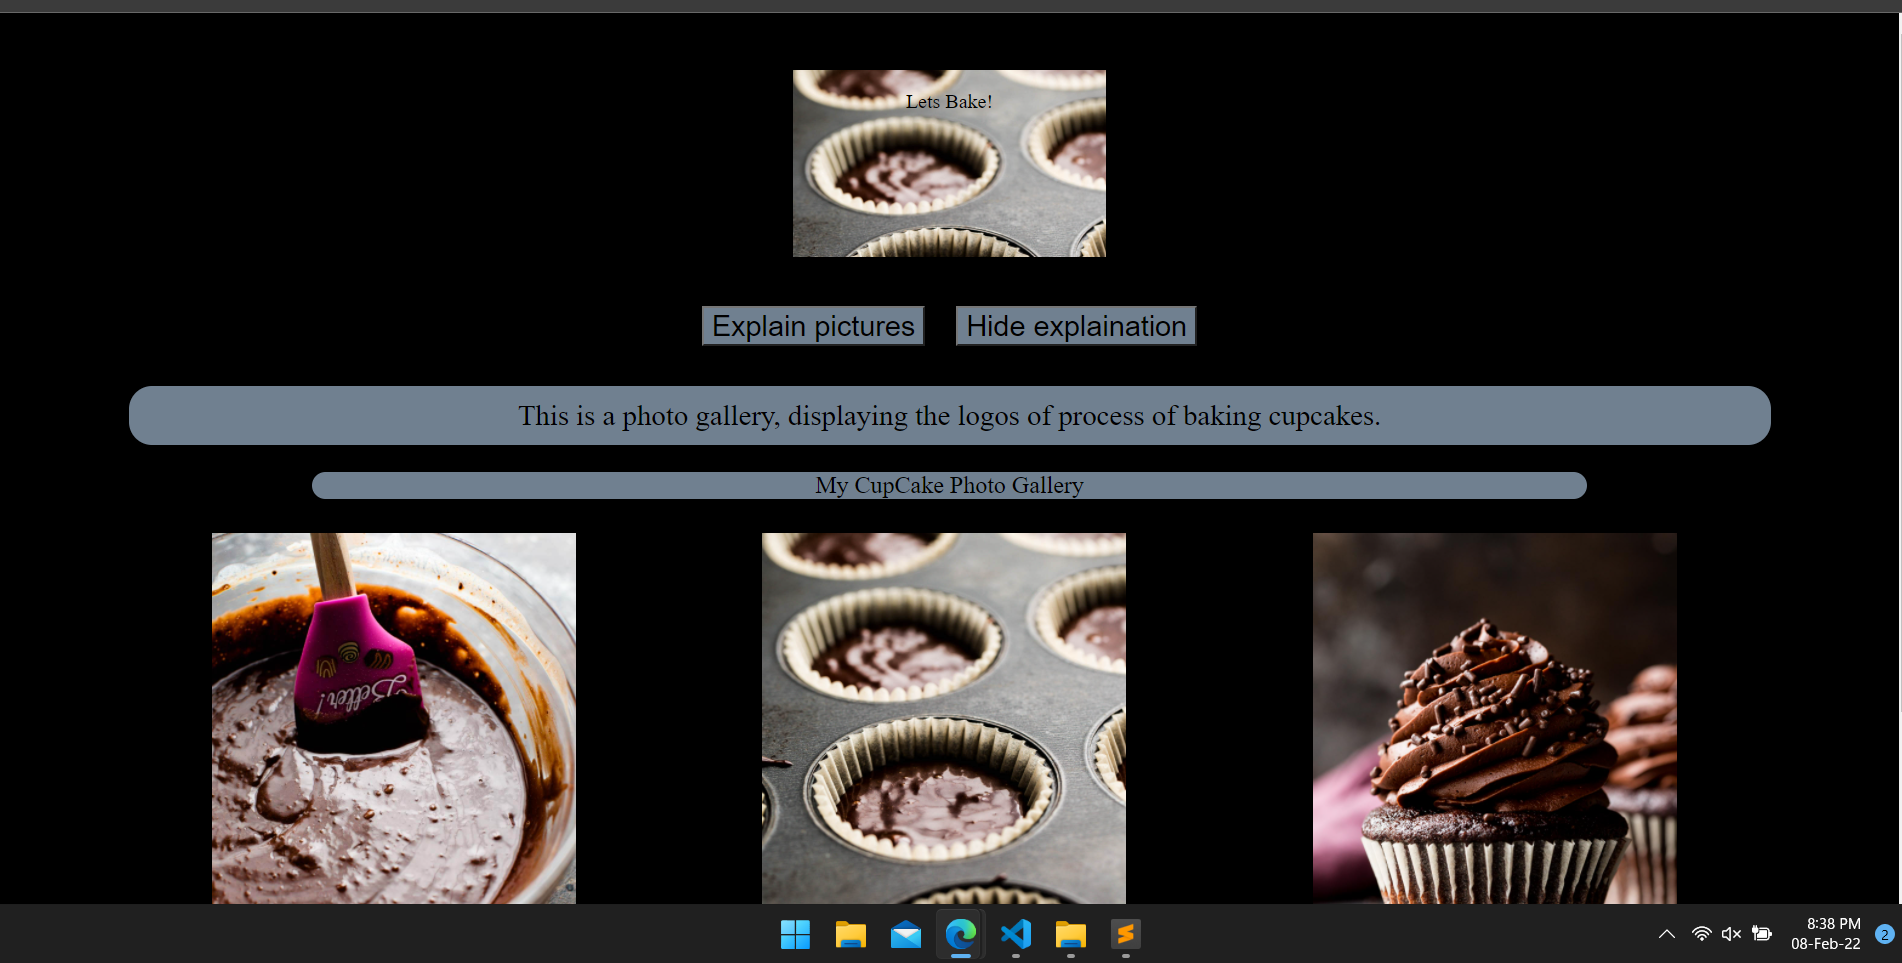 Lets Bake!
Explain pictures Hide explaination
This is a photo gallery, displaying the logos of process of baking cupcakes.
My CupCake Photo Gallery
Better!
8:38 PM
08-Feb-22
2